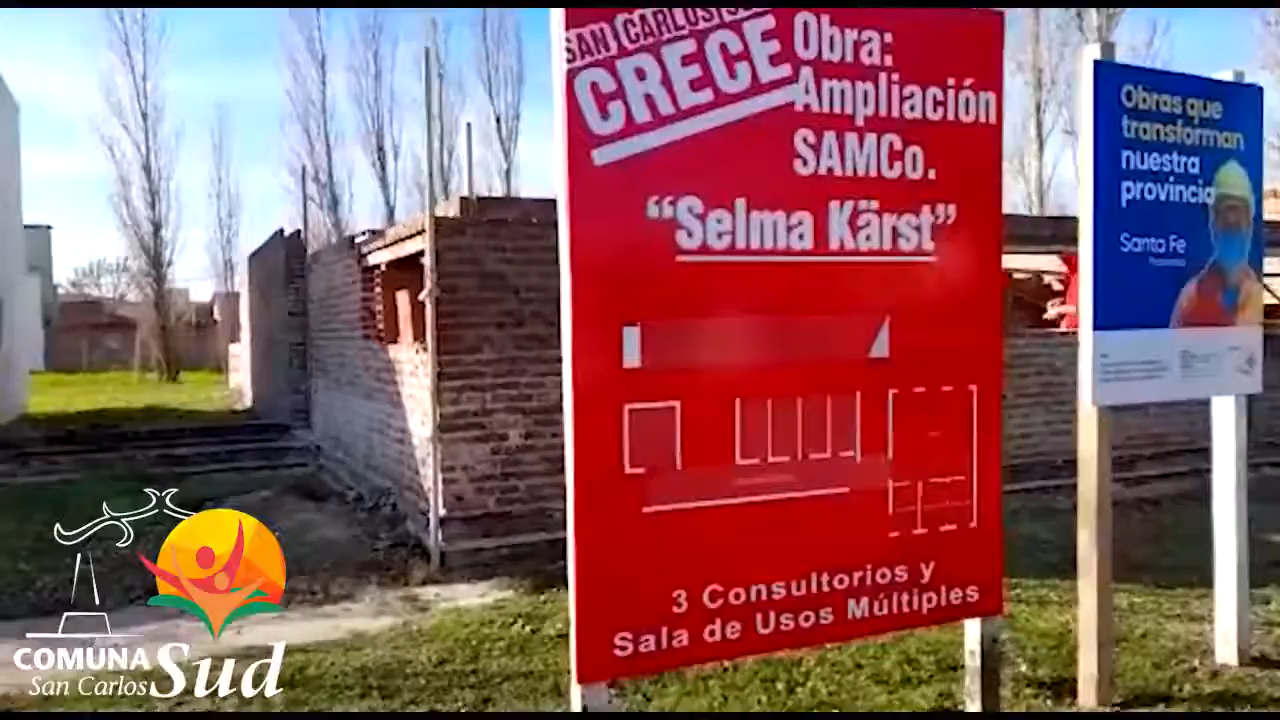 SAN CARLOS
CRECE
Obra:
Ampliación
SAMCo.
“Selma Kärst”
3 Consultorios y
Sala de Usos Múltiples
Obras que
transforman
nuestra
provincia
Santa Fe
COMUNA
San Carlos Sud